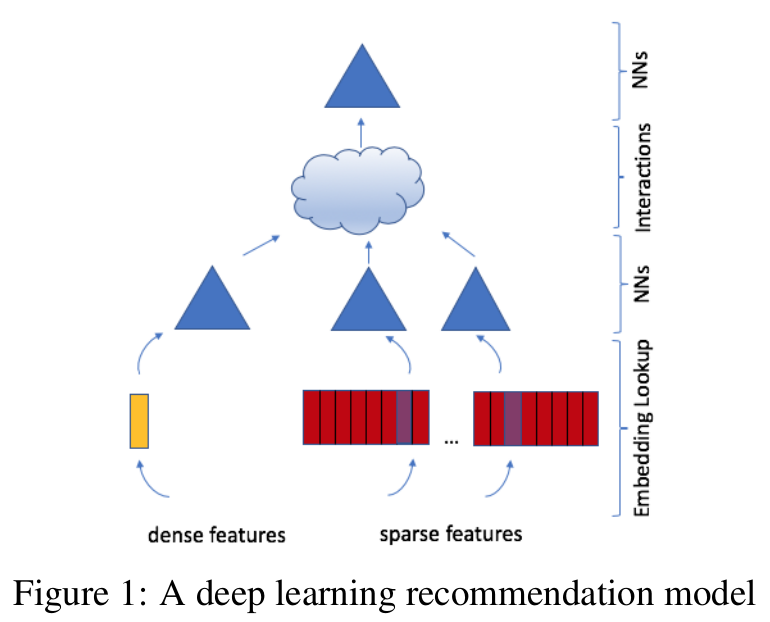 NNs
Interactions
NNs
Embedding Lookup
...
dense features
sparse features
Figure 1: A deep learning recommendation model